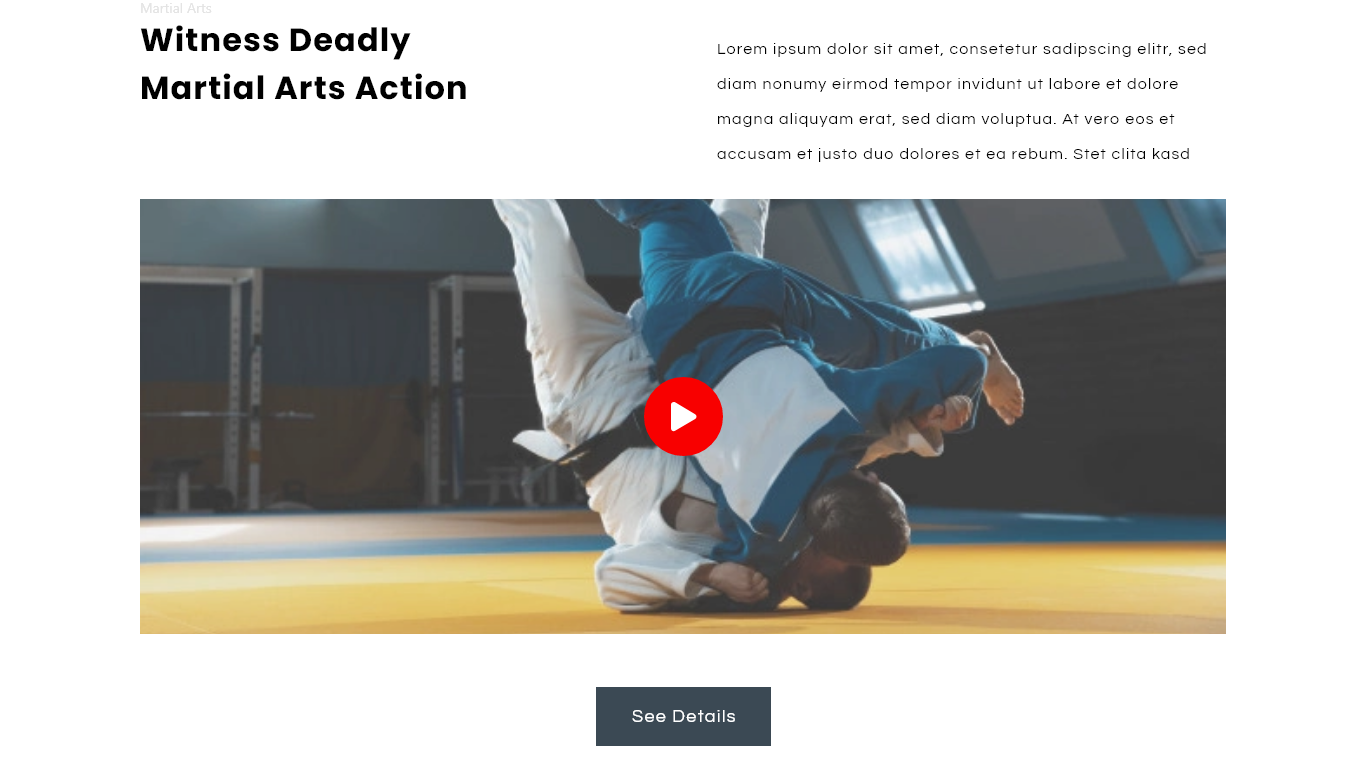 Martial Arts
Witness Deadly
Martial Arts Action
Lorem ipsum dolor sit amet, consetetur sadipscing elitr, sed
diam nonumy eirmod tempor invidunt ut labore et dolore
magna aliquyam erat, sed diam voluptua. At vero eos et
accusam et justo duo dolores et ea rebum. Stet clita kasd
See Details